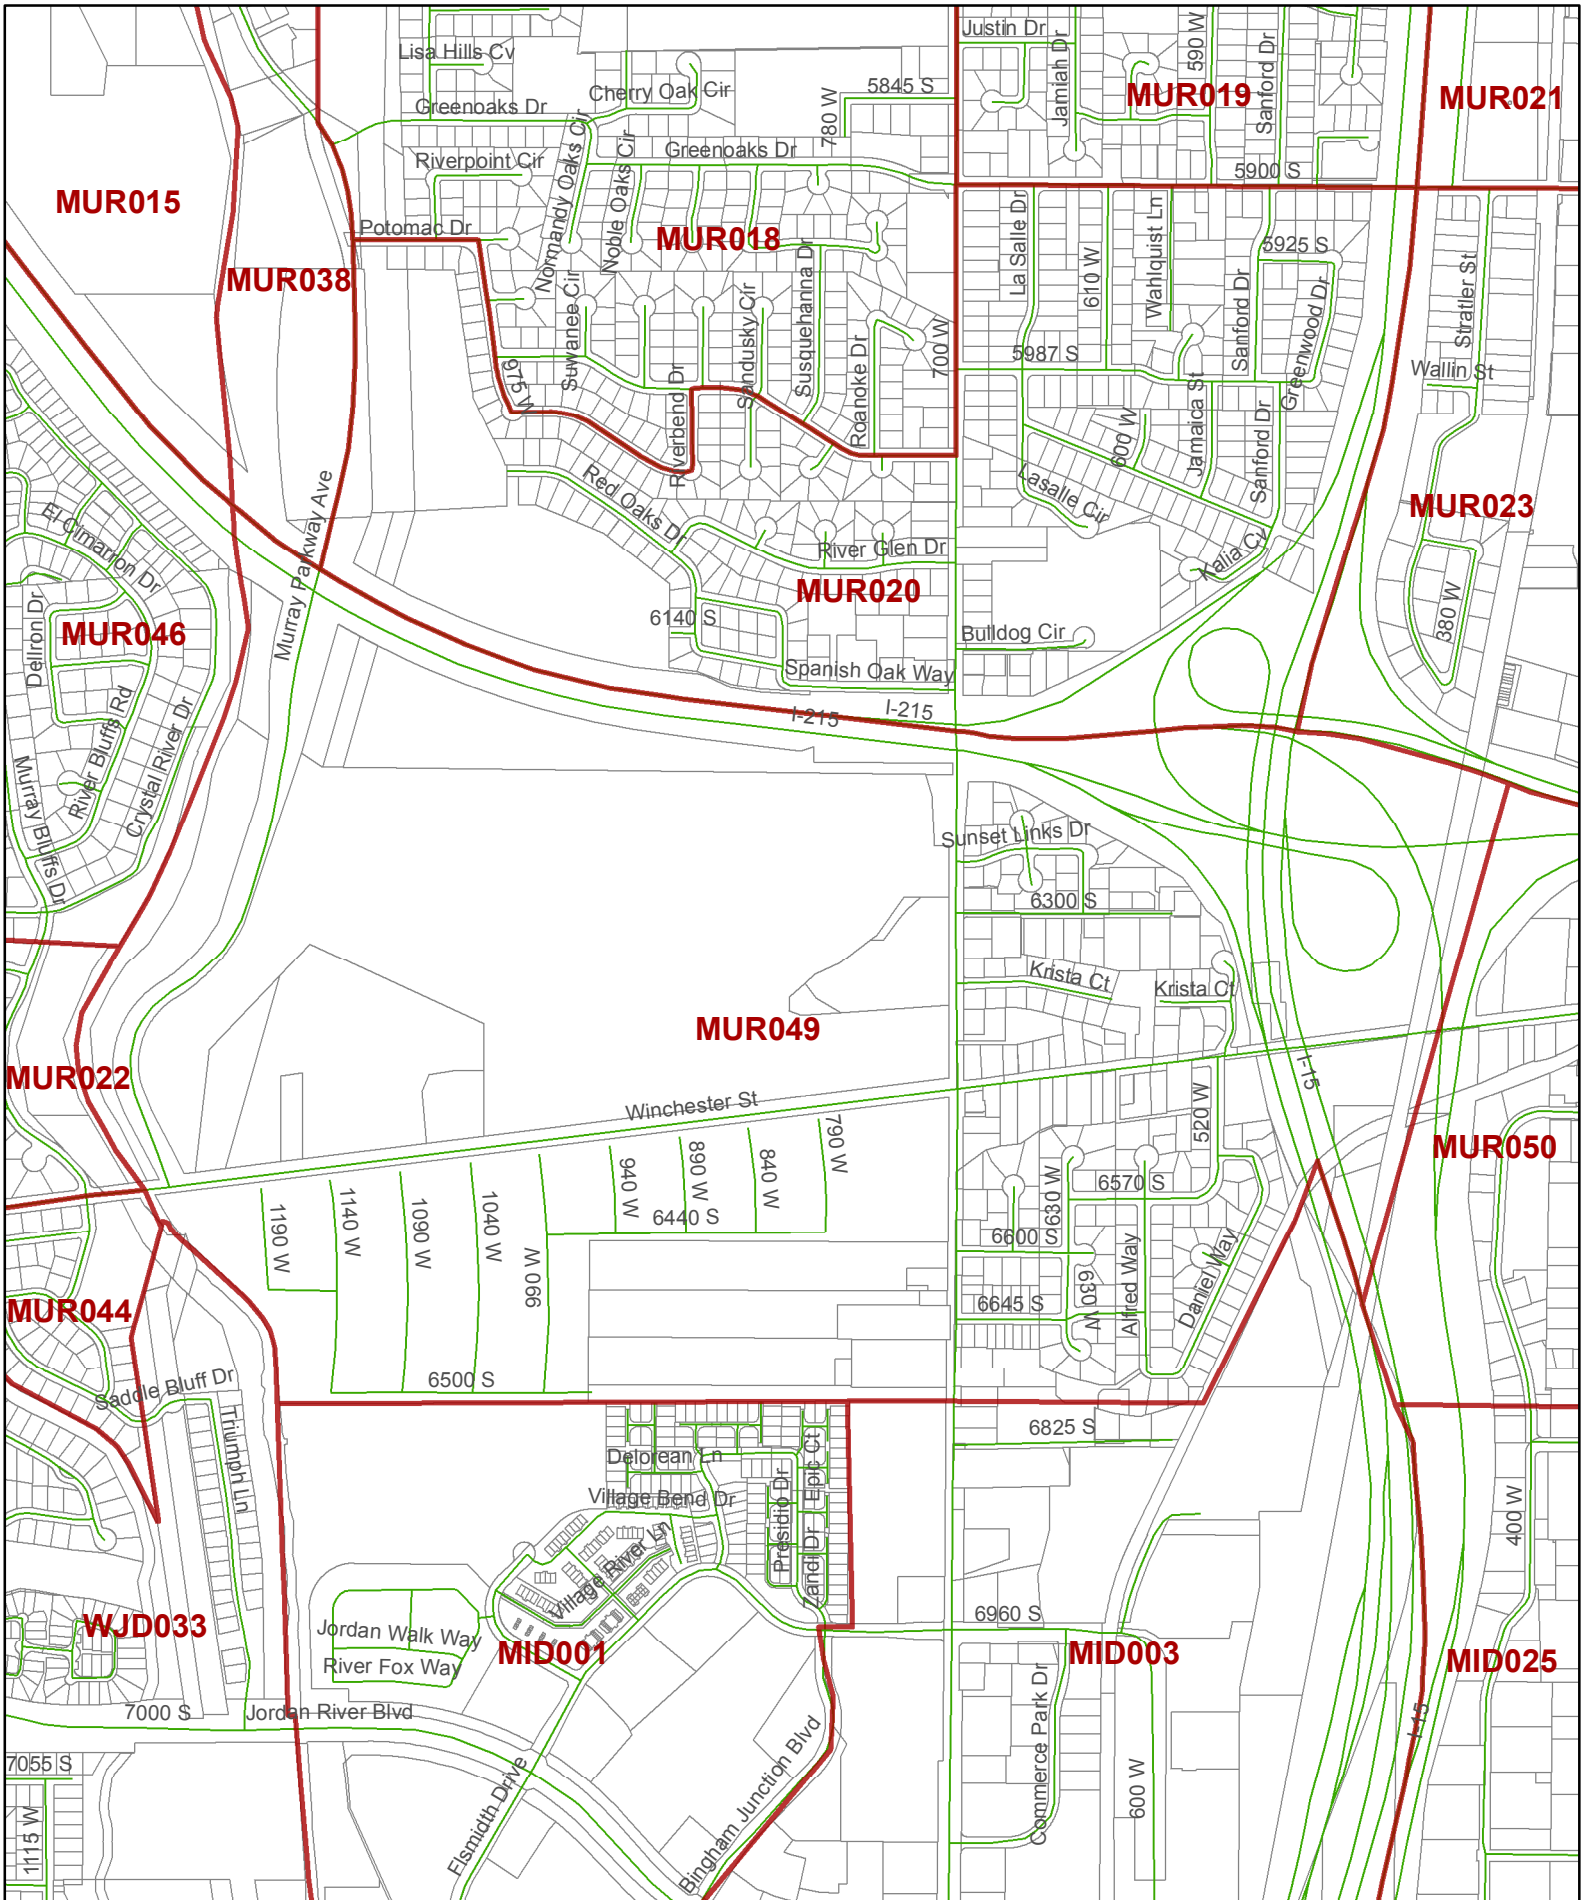 Justin Dr
Lisa Hills Cv
590 W
Jamiah Dr
Sanford Dr
5845 S
Cherry Oak Cir
MUR019
MUR021
Greenoaks Dr
780 W
Greenoaks Dr
Riverpoint Cir
5900 S
MUR015
Normandy Oaks Cir
Noble Oaks Cir
Potomac Dr
MUR018
La Salle Dr
Wahlquist Ln
5925 S
MUR038
610 W
Susquehanna Dr
Stratler St
Suwanee Cir
Sandusky Cir
Sanford Dr
Greenwood Dr
700 W
5987 S
Roanoke Dr
Wallin St
975 W
Riverbend Dr
600 W
Jamaica St
Sanford Dr
Red Oaks Dr
Lasalle Cir
MUR023
El Cimarron Dr
Murray Parkway Ave
River Glen Dr
Kalia Cv
MUR020
380 W
Dellron Dr
MUR046
6140 S
Bulldog Cir
Spanish Oak Way
I-215
I-215
River Bluffs Rd
Crystal River Dr
Murray Bluffs Dr
Sunset Links Dr
6300 S
Krista Ct
Krista Ct
MUR049
MUR022
I-15
Winchester St
790 W
520 W
840 W
890 W
940 W
MUR050
6570 S
630 W
1190 W
1140 W
1090 W
1040 W
990 W
6440 S
6600 S
Alfred Way
Daniel Way
630 W
MUR044
6645 S
Saddle Bluff Dr
6500 S
Triumph Ln
6825 S
Delorean Ln
Epic Ct
Presidio Dr
Village Bend Dr
400 W
Village River Ln
Zandi Dr
WJD033
Jordan Walk Way
River Fox Way
MID001
6960 S
MID003
MID025
7000 S
Jordan River Blvd
Commerce Park Dr
I-15
7055 S
Bingham Junction Blvd
600 W
Elsmidth Drive
1115 W